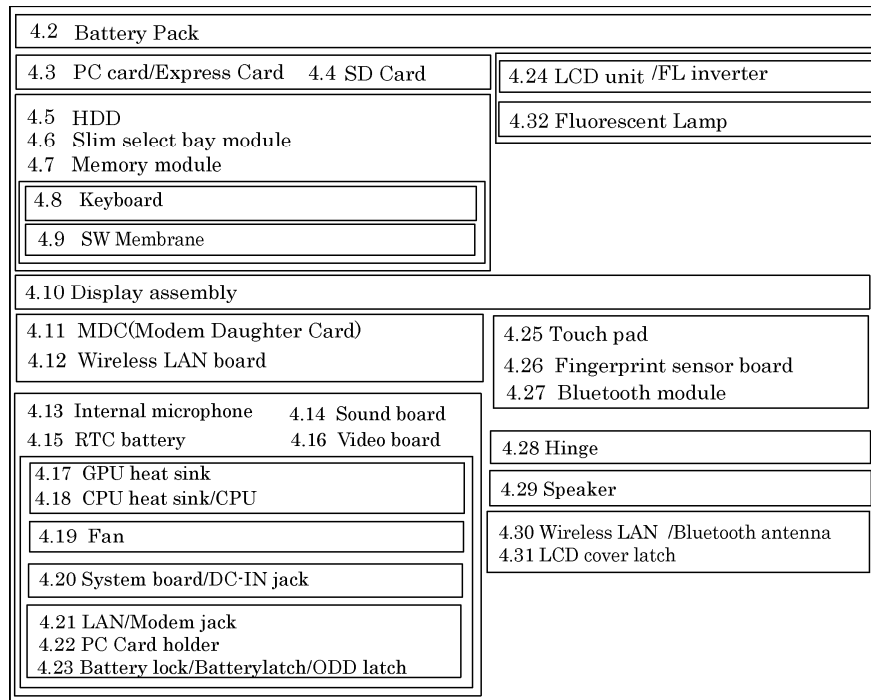 4.2 Battery Pack
4.3 PC card/Express Card 4.4 SD Card
4.24 LCD unit /FL inverter
4.32 Fluorescent Lamp
4.5 HDD
4.6 Slim select bay module
4.7 Memory module
4.8 Keyboard
4.9 SW Membrane
4.10 Display assembly
4.11 MDC(Modem Daughter Card)
4.12 Wireless LAN board
4.25 Touch pad
4.26 Fingerprint sensor board
4.27 Bluetooth module
4.13 Internal microphone 4.14 Sound board
4.15 RTC battery 4.16 Video board
4.17 GPU heat sink
4.18 CPU heat sink/CPU
4.19 Fan
4.20 System board/DC-IN jack
4.21 LAN/Modem jack
4.22 PC Card holder
4.23 Battery lock/Batterylatch/ODD latch
4.28 Hinge
4.29 Speaker
4.30 Wireless LAN /Bluetooth antenna
4.31 LCD cover latch